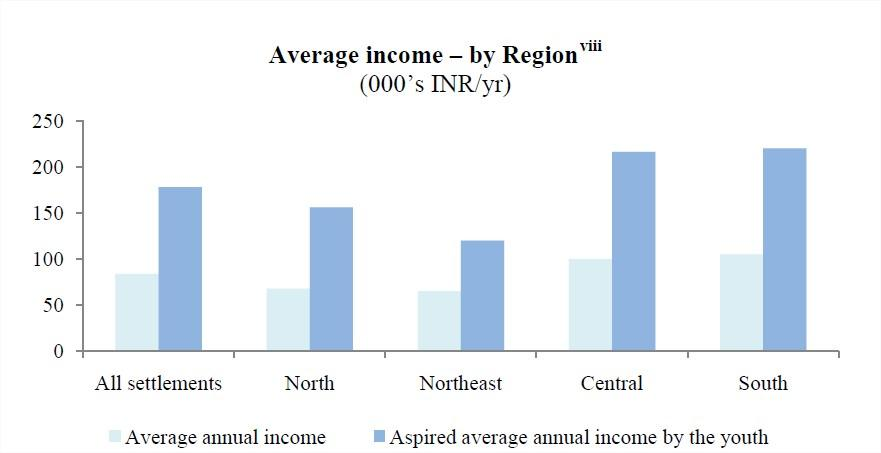 Average income – by Region viii
(000’s INR/yr)
250
200
150
100
50
0
All settlements North Northeast Central South
Average annual income Aspired average annual income by the youth